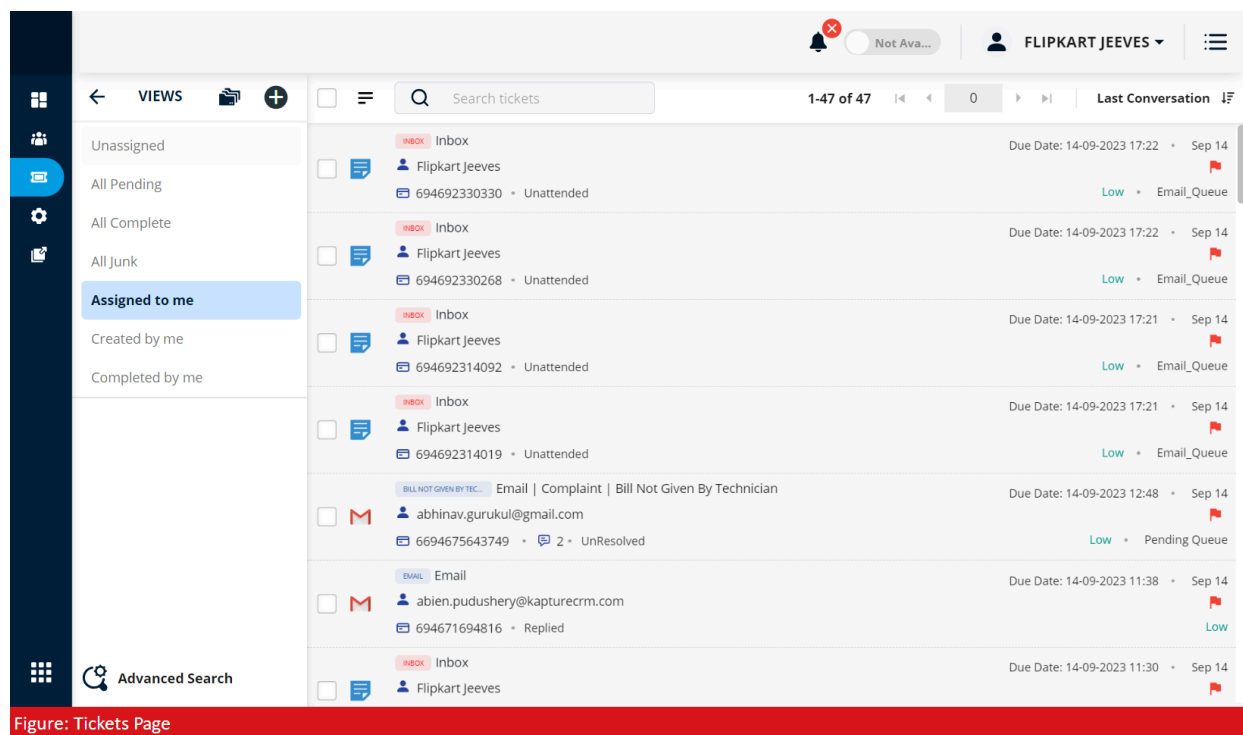 Not Ava...
FLIPKART JEEVES
VIEWS
Search tickets
1-47 of 47
0
Last Conversation
Unassigned
All Pending
All Complete
All Junk
Assigned to me
Created by me
Completed by me
Advanced Search
INBOX Inbox
Due Date: 14-09-2023 17:22 • Sep 14
Flipkart Jeeves
694692330330 • Unattended
Low • Email_Queue
INBOX Inbox
Due Date: 14-09-2023 17:22 • Sep 14
Flipkart Jeeves
694692330268 • Unattended
Low • Email_Queue
INBOX Inbox
Due Date: 14-09-2023 17:21 • Sep 14
Flipkart Jeeves
694692314092 • Unattended
Low • Email_Queue
INBOX Inbox
Due Date: 14-09-2023 17:21 • Sep 14
Flipkart Jeeves
694692314019 • Unattended
Low • Email_Queue
BILL NOT GIVEN BY TEC... Email | Complaint | Bill Not Given By Technician
Due Date: 14-09-2023 12:48 • Sep 14
abhinav.gurukul@gmail.com
6694675643749 • 2 • UnResolved
Low • Pending Queue
EMAIL Email
Due Date: 14-09-2023 11:38 • Sep 14
abien.pudushery@kapturecrm.com
694671694816 • Replied
Low
INBOX Inbox
Due Date: 14-09-2023 11:30 • Sep 14
Flipkart Jeeves
Figure: Tickets Page